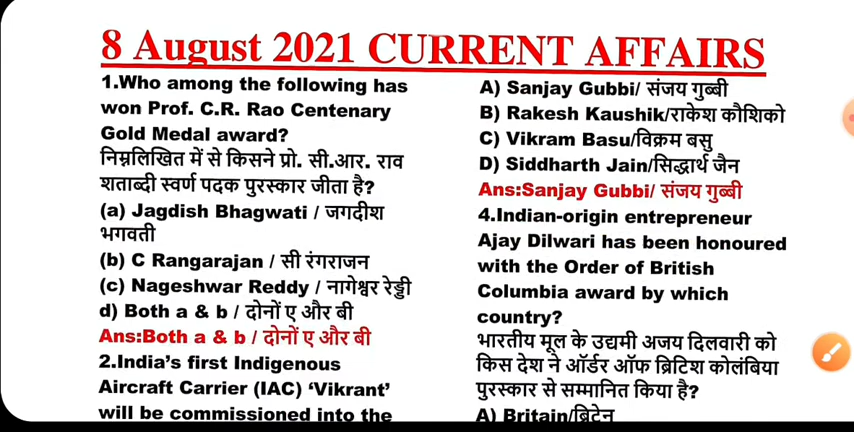 8 August 2021 CURRENT AFFAIRS
1.Who among the following has
won Prof. C.R. Rao Centenary
Gold Medal award?
निम्नलिखित में से किसने प्रो. सी.आर. राव
शताब्दी स्वर्ण पदक पुरस्कार जीता है?
(a) Jagdish Bhagwati / जगदीश
भगवती
(b) C Rangarajan / सी रंगराजन
(c) Nageshwar Reddy / नागेश्वर रेड्डी
d) Both a & b / दोनों ए और बी
Ans:Both a & b / दोनों ए और बी
2.India's first Indigenous
Aircraft Carrier (IAC) ‘Vikrant’
will be commissioned into the
A) Sanjay Gubbi/ संजय गुब्बी
B) Rakesh Kaushik/राकेश कौशिको
C) Vikram Basu/विक्रम बसु
D) Siddharth Jain/सिद्धार्थ जैन
Ans:Sanjay Gubbi/ संजय गुब्बी
4.Indian-origin entrepreneur
Ajay Dilwari has been honoured
with the Order of British
Columbia award by which
country?
भारतीय मूल के उद्यमी अजय दिलवारी को
किस देश ने ऑर्डर ऑफ ब्रिटिश कोलंबिया
पुरस्कार से सम्मानित किया है?
A) Britain/ब्रिटेन